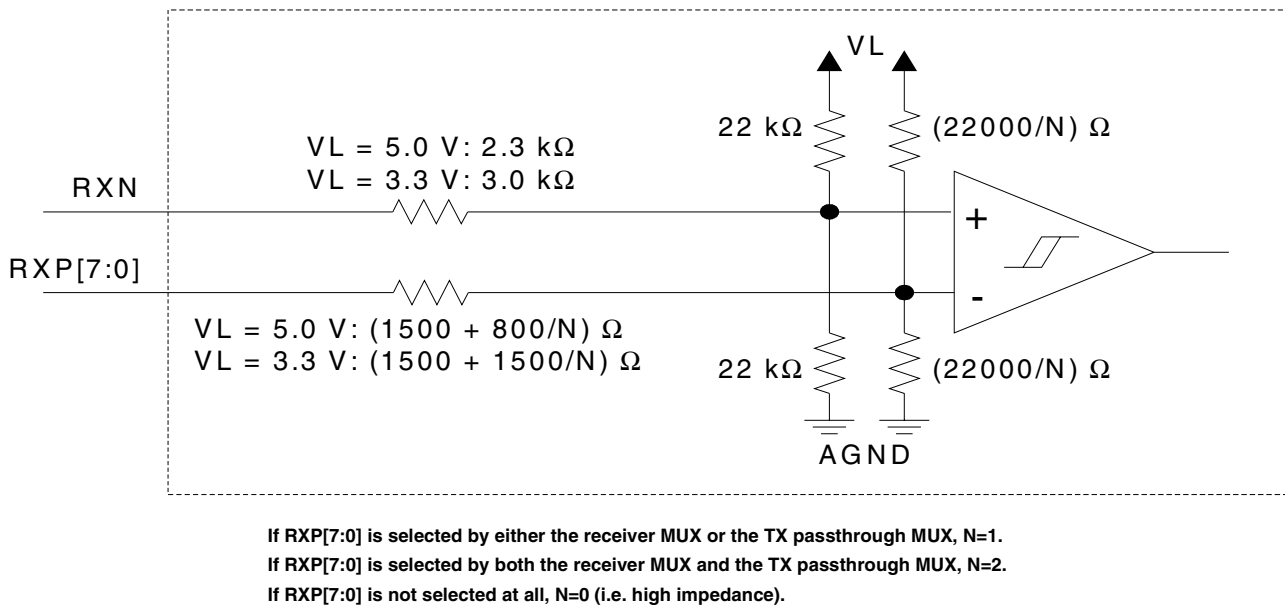 VL
22 kΩ
(22000/N) Ω
VL = 5.0 V: 2.3 kΩ
VL = 3.3 V: 3.0 kΩ
RXN
+
RXP[7:0]
-
VL = 5.0 V: (1500 + 800/N) Ω
VL = 3.3 V: (1500 + 1500/N) Ω
22 kΩ
(22000/N) Ω
AGND
If RXP[7:0] is selected by either the receiver MUX or the TX passthrough MUX, N=1.
If RXP[7:0] is selected by both the receiver MUX and the TX passthrough MUX, N=2.
If RXP[7:0] is not selected at all, N=0 (i.e. high impedance).